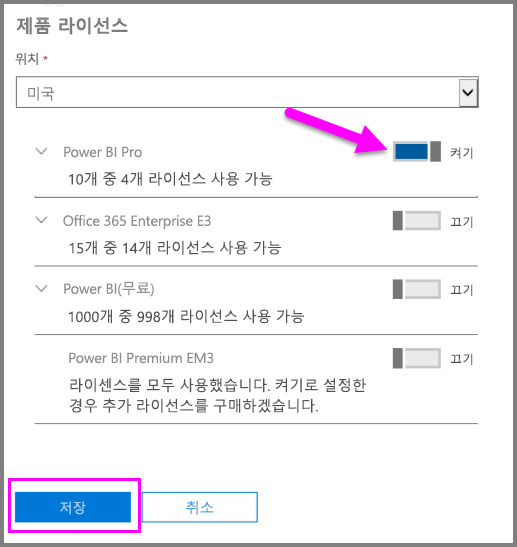 제품 라이선스
위치 *
미국
Power BI Pro
켜기
10개 중 4개 라이선스 사용 가능
Office 365 Enterprise E3
끄기
15개 중 14개 라이선스 사용 가능
Power BI(무료)
끄기
1000개 중 998개 라이선스 사용 가능
Power BI Premium EM3
끄기
라이센스를 모두 사용했습니다. 켜기로 설정한
경우 추가 라이선스를 구매하겠습니다.
저장
취소